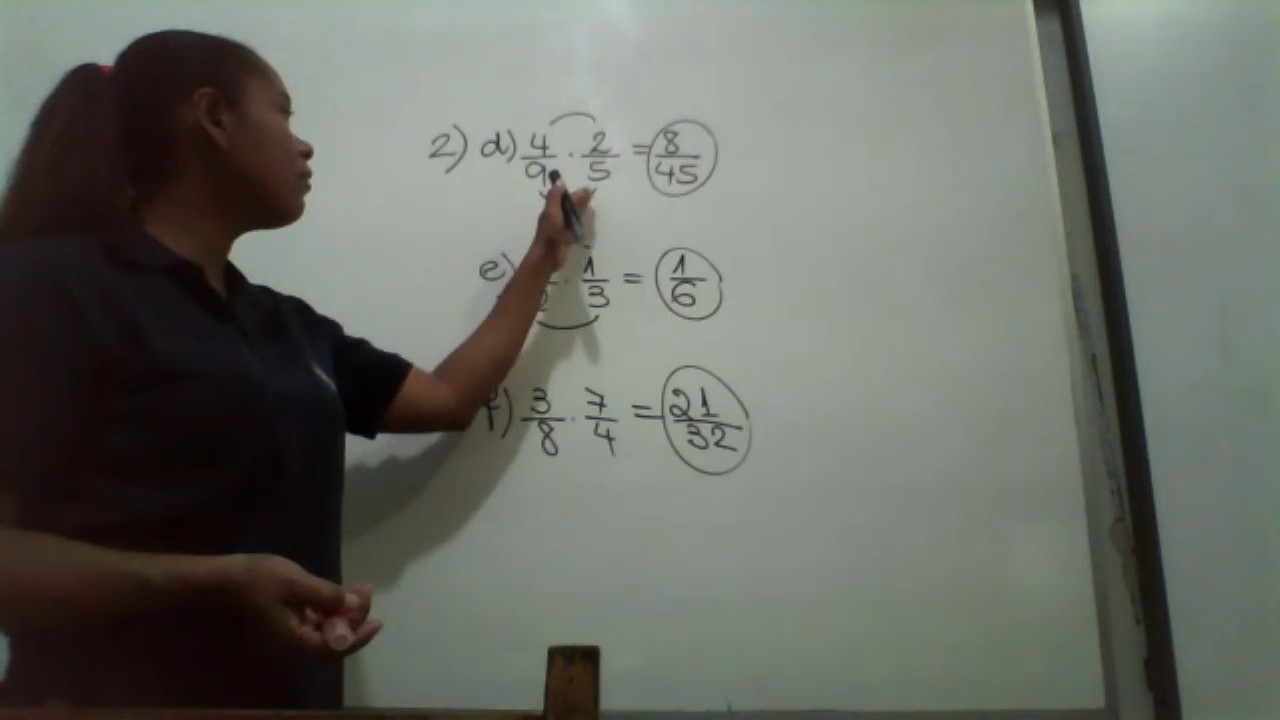 2) d) 4/9 · 2/5 = 8/45
e) · 1/3 = 1/6
f) 3/8 · 7/4 = 21/32